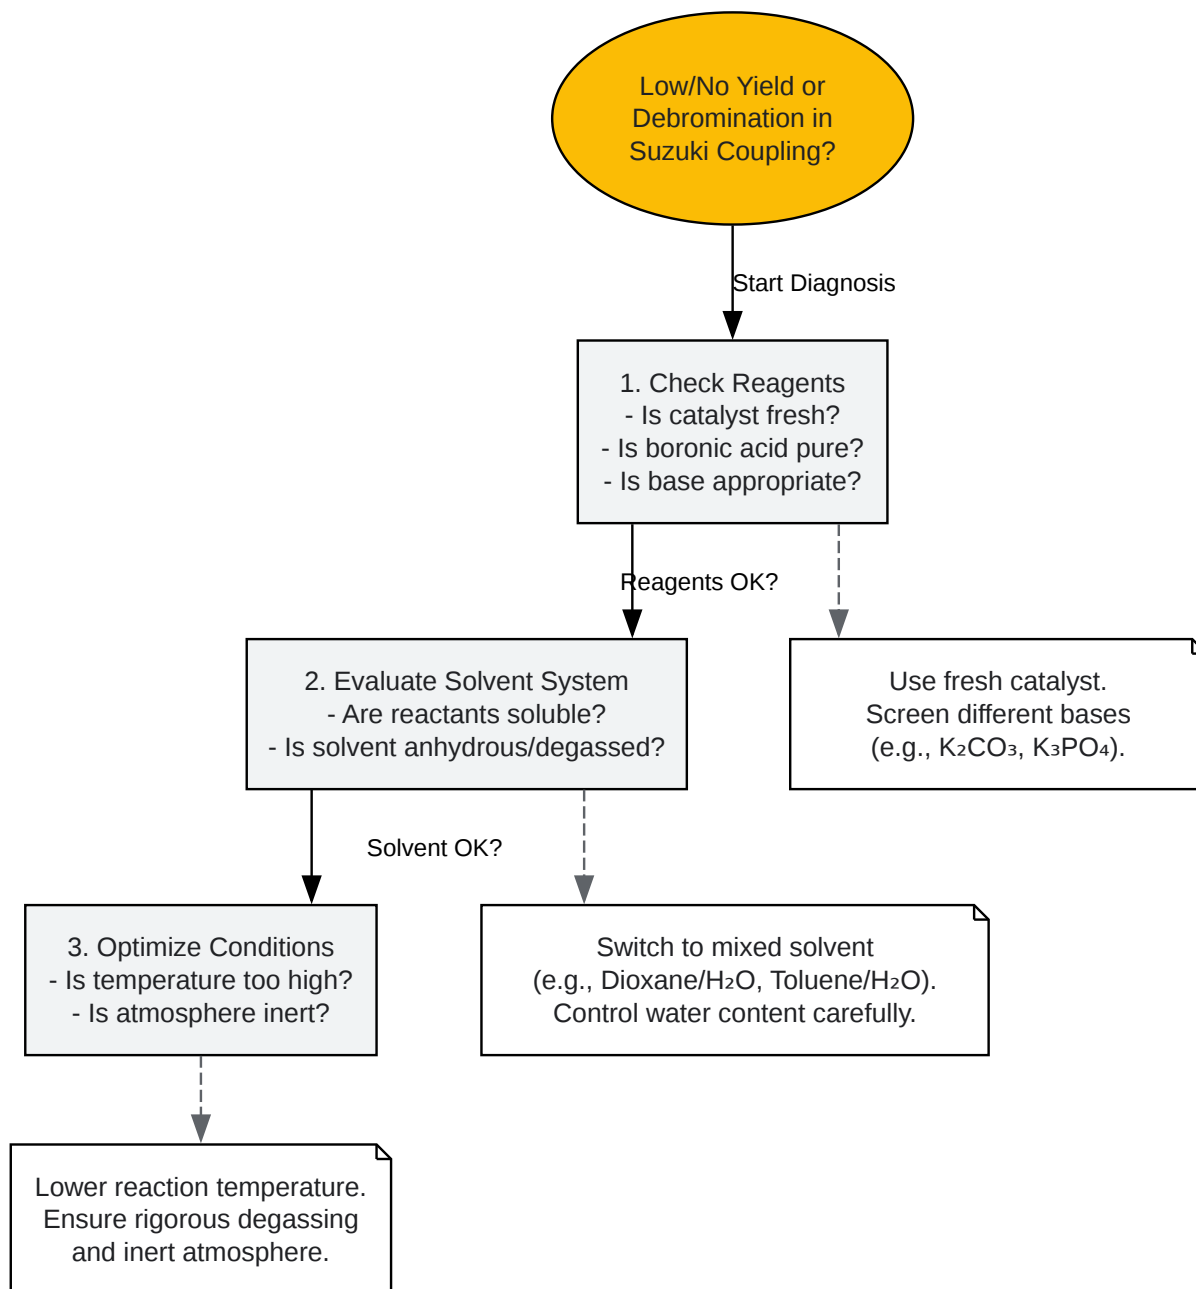 Low/No Yield or
Debromination in
Suzuki Coupling?
Start Diagnosis
1. Check Reagents
- Is catalyst fresh?
- Is boronic acid pure?
- Is base appropriate?
Reagents OK?
2. Evaluate Solvent System
- Are reactants soluble?
- Is solvent anhydrous/degassed?
Use fresh catalyst.
Screen different bases
(e.g., K₂CO₃, K₃PO₄).
Solvent OK?
3. Optimize Conditions
- Is temperature too high?
- Is atmosphere inert?
Switch to mixed solvent
(e.g., Dioxane/H₂O, Toluene/H₂O).
Control water content carefully.
Lower reaction temperature.
Ensure rigorous degassing
and inert atmosphere.